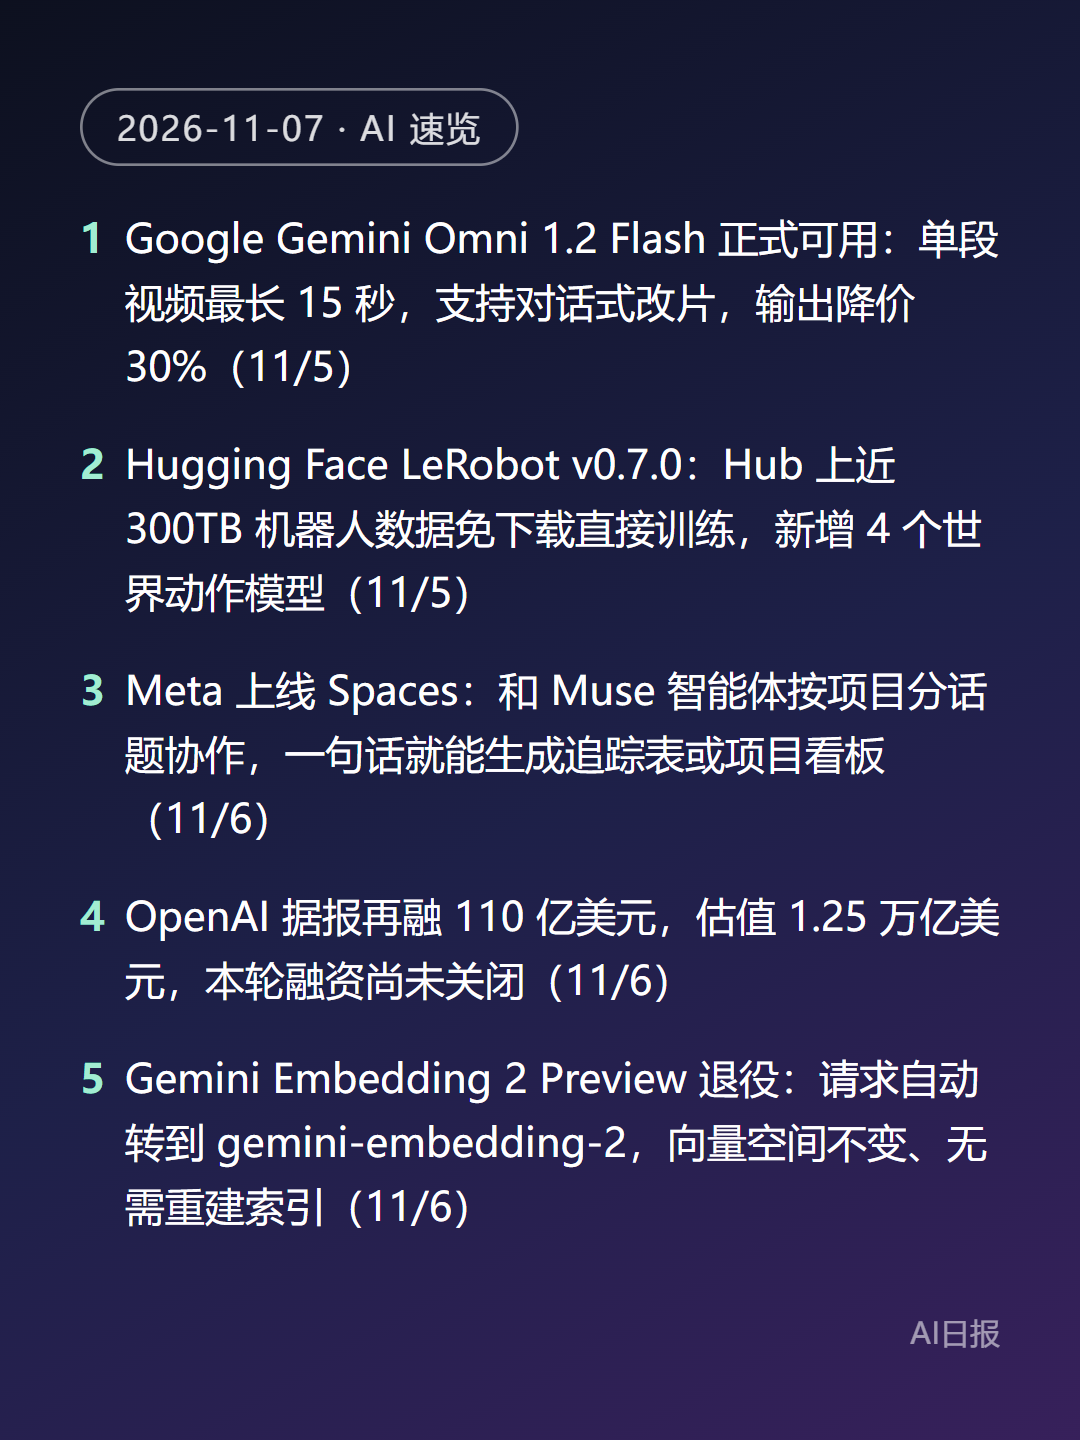 2026-11-07 · AI 速览
1 Google Gemini Omni 1.2 Flash 正式可用：单段
视频最长 15 秒，支持对话式改片，输出降价
30%（11/5）
2 Hugging Face LeRobot v0.7.0：Hub 上近
300TB 机器人数据免下载直接训练，新增 4 个世
界动作模型（11/5）
3 Meta 上线 Spaces：和 Muse 智能体按项目分话
题协作，一句话就能生成追踪表或项目看板
（11/6）
4 OpenAI 据报再融 110 亿美元，估值 1.25 万亿美
元，本轮融资尚未关闭（11/6）
5 Gemini Embedding 2 Preview 退役：请求自动
转到 gemini-embedding-2，向量空间不变、无
需重建索引（11/6）
AI日报